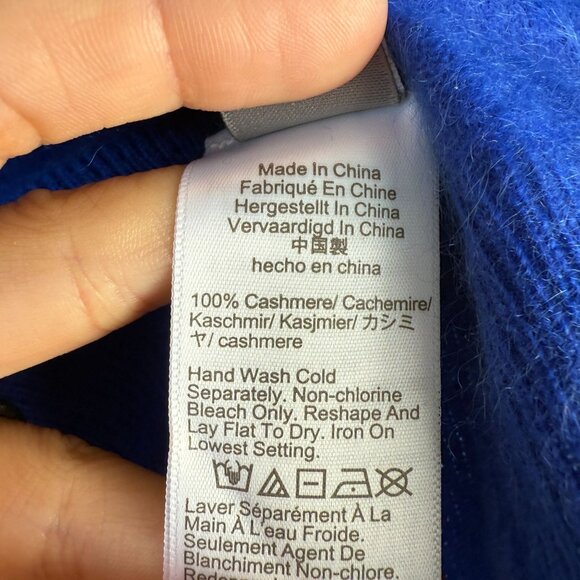 Made In China
Fabriqué En Chine
Hergestellt In China
Vervaardigd In China
中国製
hecho en china
100% Cashmere/ Cachemire/
Kaschmir/ Kasjmier/ カシミ
ヤ/ cashmere
Hand Wash Cold
Separately. Non-chlorine
Bleach Only. Reshape And
Lay Flat To Dry. Iron On
Lowest Setting.
Laver Séparément À La
Main À L'eau Froide.
Seulement Agent De
Blanchiment Non-chlore.